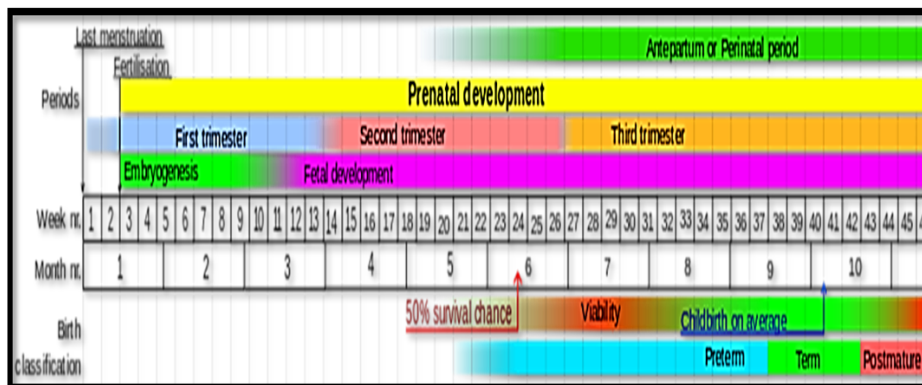 Last menstruation
Antepartum or Perinatal period
Fertilisation
Periods
Prenatal development
First trimester Second trimester Third trimester
Embryogenesis Fetal development
Week nr. 1 2 3 4 5 6 7 8 9 10 11 12 13 14 15 16 17 18 19 20 21 22 23 24 25 26 27 28 29 30 31 32 33 34 35 36 37 38 39 40 41 42 43 44 45
Month nr. 1 2 3 4 5 6 7 8 9 10
50% survival chance Viability Childbirth on average
Birth
classification Preterm Term Postmature